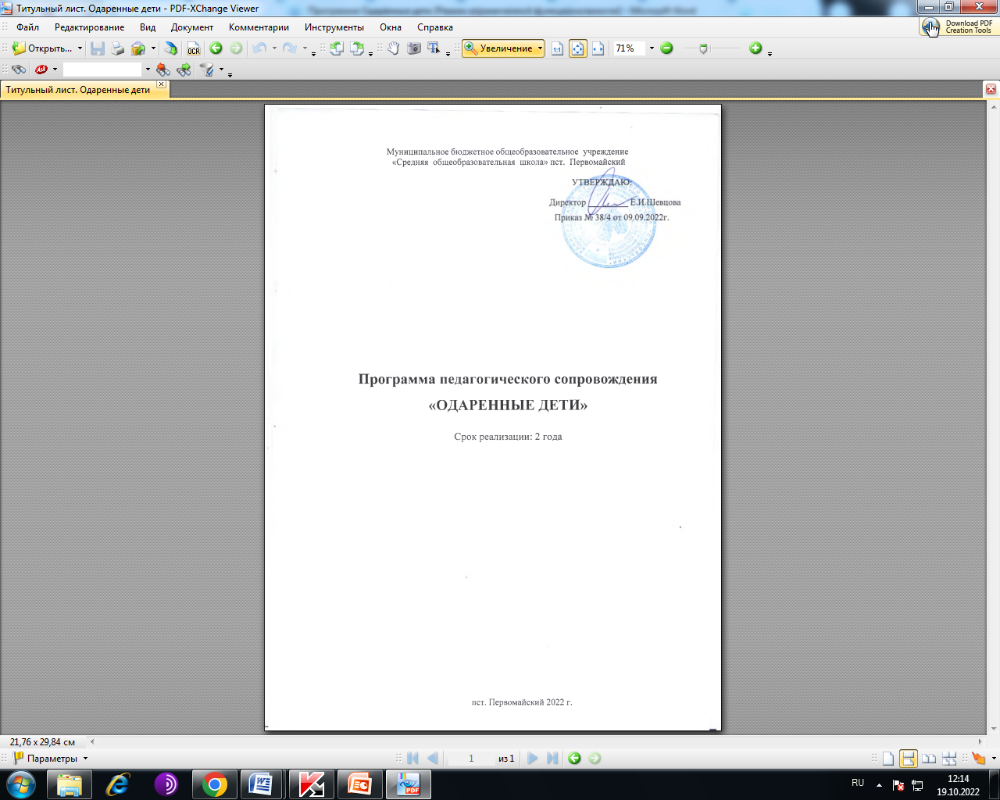 Титульный лист. Одаренные дети - PDF-XChange Viewer
Файл Редактирование Вид Документ Комментарии Инструменты Окна Справка
Download PDF
Creation Tools
Открыть... OCR Увеличение 71%
ask
Титульный лист. Одаренные дети
Муниципальное бюджетное общеобразовательное учреждение
«Средняя общеобразовательная школа» пст. Первомайский
УТВЕРЖДАЮ:
Директор ________ Е.И.Шевцова
Приказ № 38/4 от 09.09.2022г.
Программа педагогического сопровождения
«ОДАРЕННЫЕ ДЕТИ»
Срок реализации: 2 года
пст. Первомайский 2022 г.
21,76 x 29,84 см
Параметры 1 из 1
PDF
RU
12:14
19.10.2022